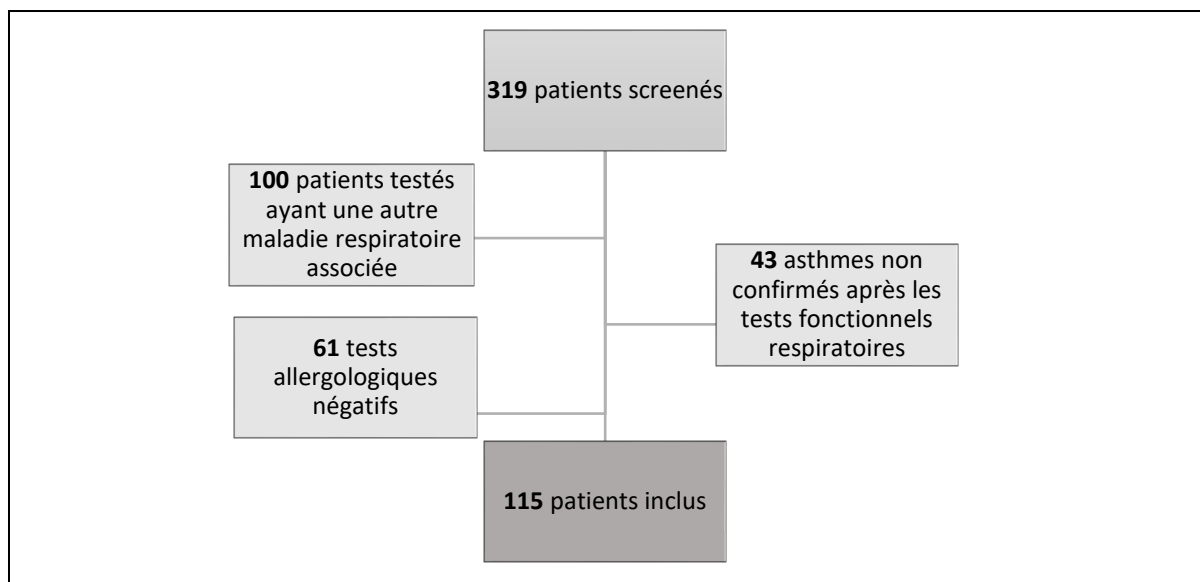 319 patients screenés
100 patients testés
ayant une autre
maladie respiratoire
associée
43 asthmes non
confirmés après les
tests fonctionnels
respiratoires
61 tests
allergologiques
négatifs
115 patients inclus